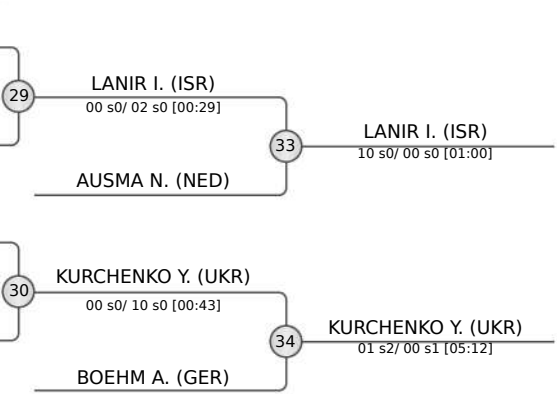 LANIR I. (ISR)
29
00 s0/ 02 s0 [00:29]
LANIR I. (ISR)
33
10 s0/ 00 s0 [01:00]
AUSMA N. (NED)
KURCHENKO Y. (UKR)
30
00 s0/ 10 s0 [00:43]
KURCHENKO Y. (UKR)
34
01 s2/ 00 s1 [05:12]
BOEHM A. (GER)